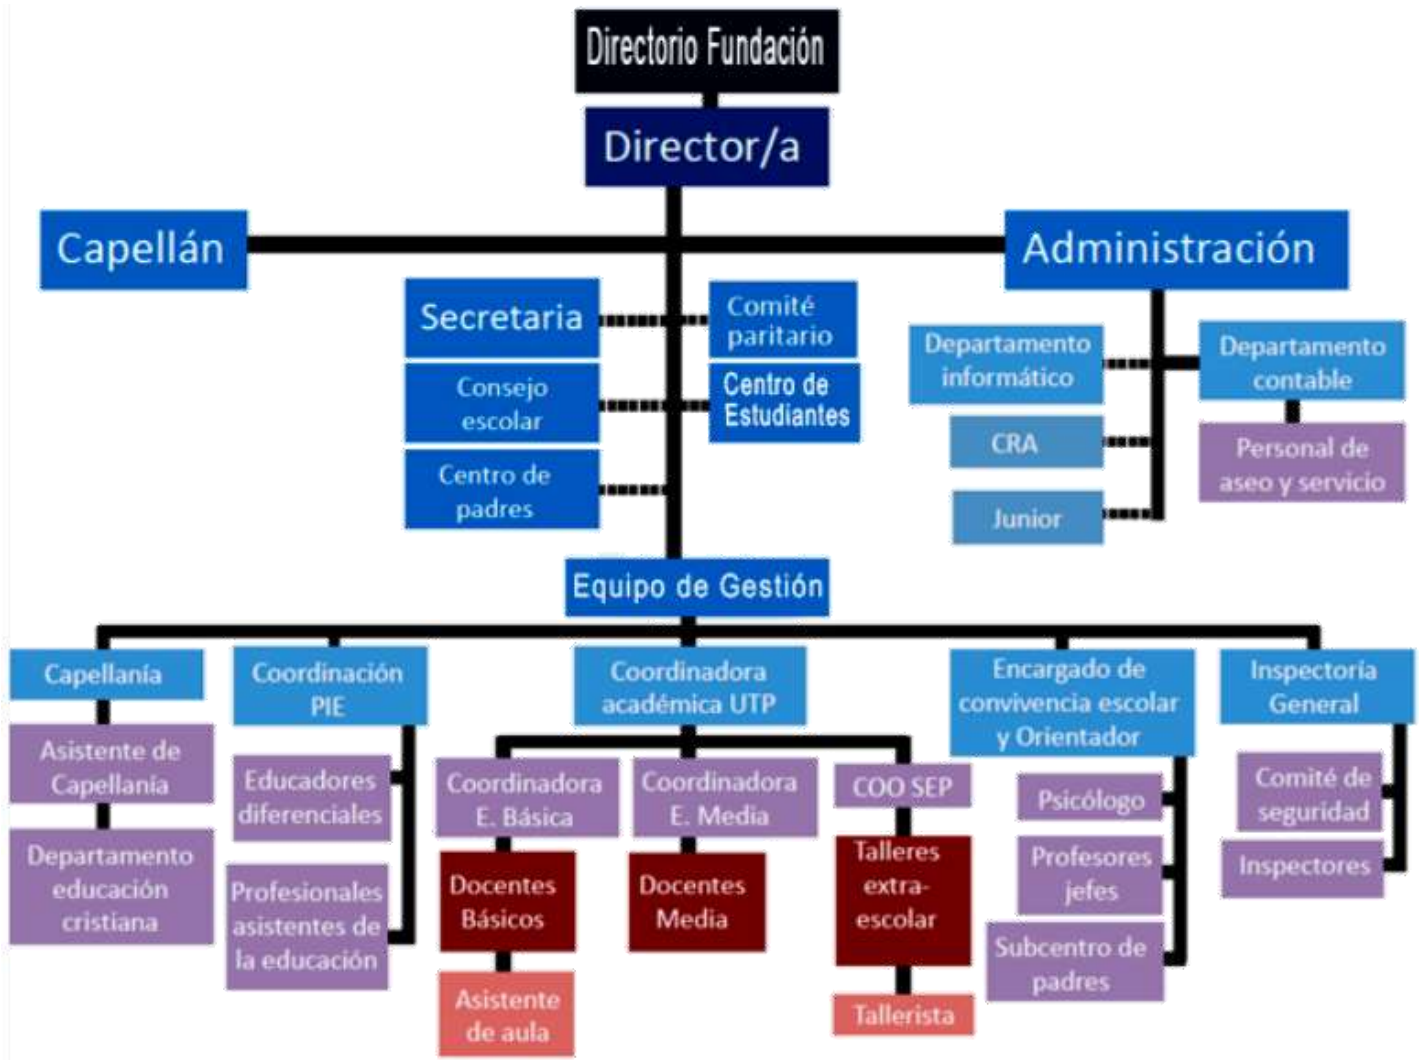 Directorio Fundación
Director/a
Capellán
Administración
Secretaria
Comité
paritario
Consejo
escolar
Centro de
Estudiantes
Centro de
padres
Departamento
informático
Departamento
contable
CRA
Personal de
aseo y servicio
Junior
Equipo de Gestión
Capellanía
Coordinación
PIE
Coordinadora
académica UTP
Encargado de
convivencia escolar
y Orientador
Inspectoría
General
Asistente de
Capellanía
Departamento
educación
cristiana
Educadores
diferenciales
Profesionales
asistentes de
la educación
Coordinadora
E. Básica
Docentes
Básicos
Asistente
de aula
Coordinadora
E. Media
Docentes
Media
COO SEP
Talleres
extra-
escolar
Tallerista
Psicólogo
Profesores
jefes
Subcentro de
padres
Comité de
seguridad
Inspectores